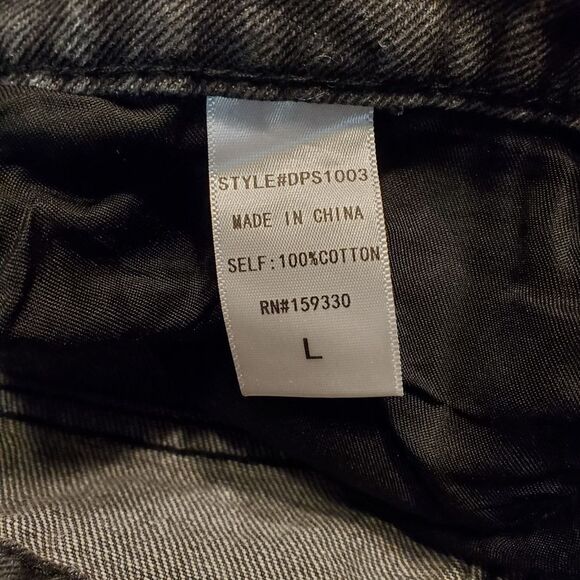 STYLE#DPS1003
MADE IN CHINA
SELF:100%COTTON
RN#159330
L